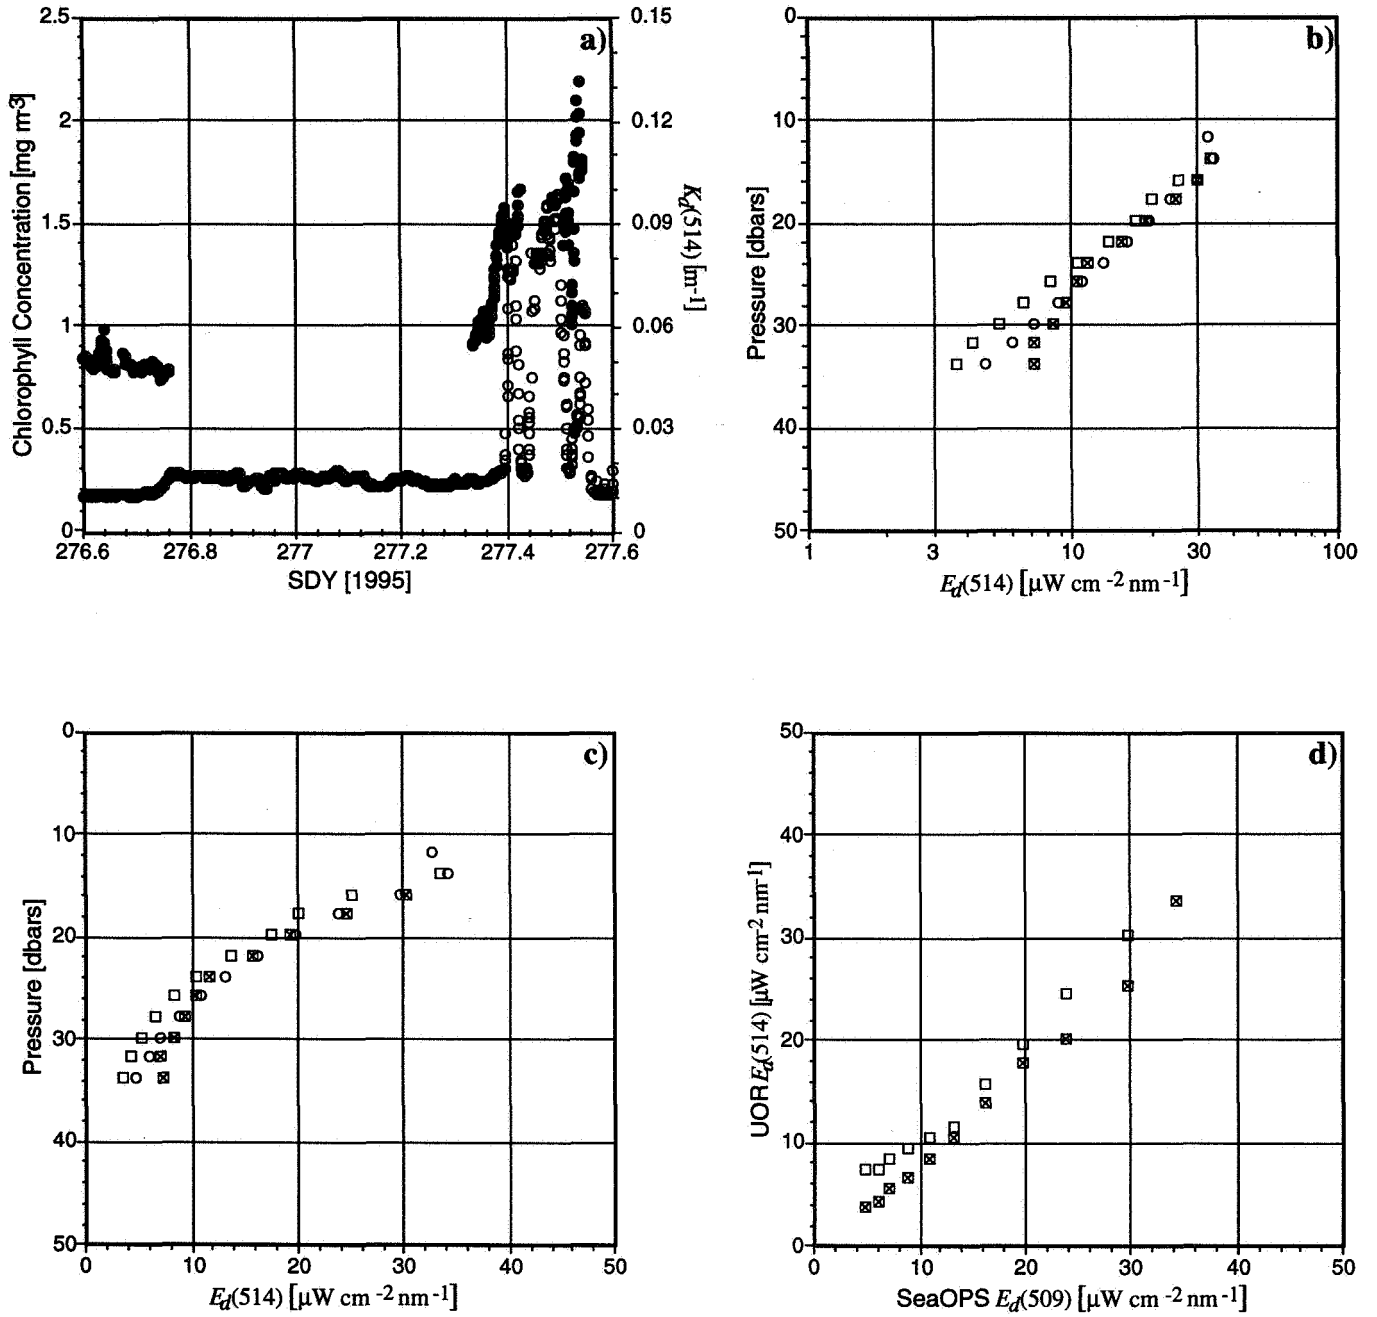 a)
2.5
2
1.5
1
0.5
0
0.15
0.12
0.09
0.06
0.03
0
Chlorophyll Concentration [mg m-3]
Kd(514) [m-1]
276.6 276.8 277 277.2 277.4 277.6
SDY [1995]
b)
0
10
20
30
40
50
Pressure [dbars]
1 3 10 30 100
Ed(514) [µW cm -2 nm-1]
c)
0
10
20
30
40
50
Pressure [dbars]
0 10 20 30 40 50
Ed(514) [µW cm -2 nm-1]
d)
50
40
30
20
10
0
UOR Ed(514) [µW cm-2 nm-1]
0 10 20 30 40 50
SeaOPS Ed(509) [µW cm -2 nm-1]